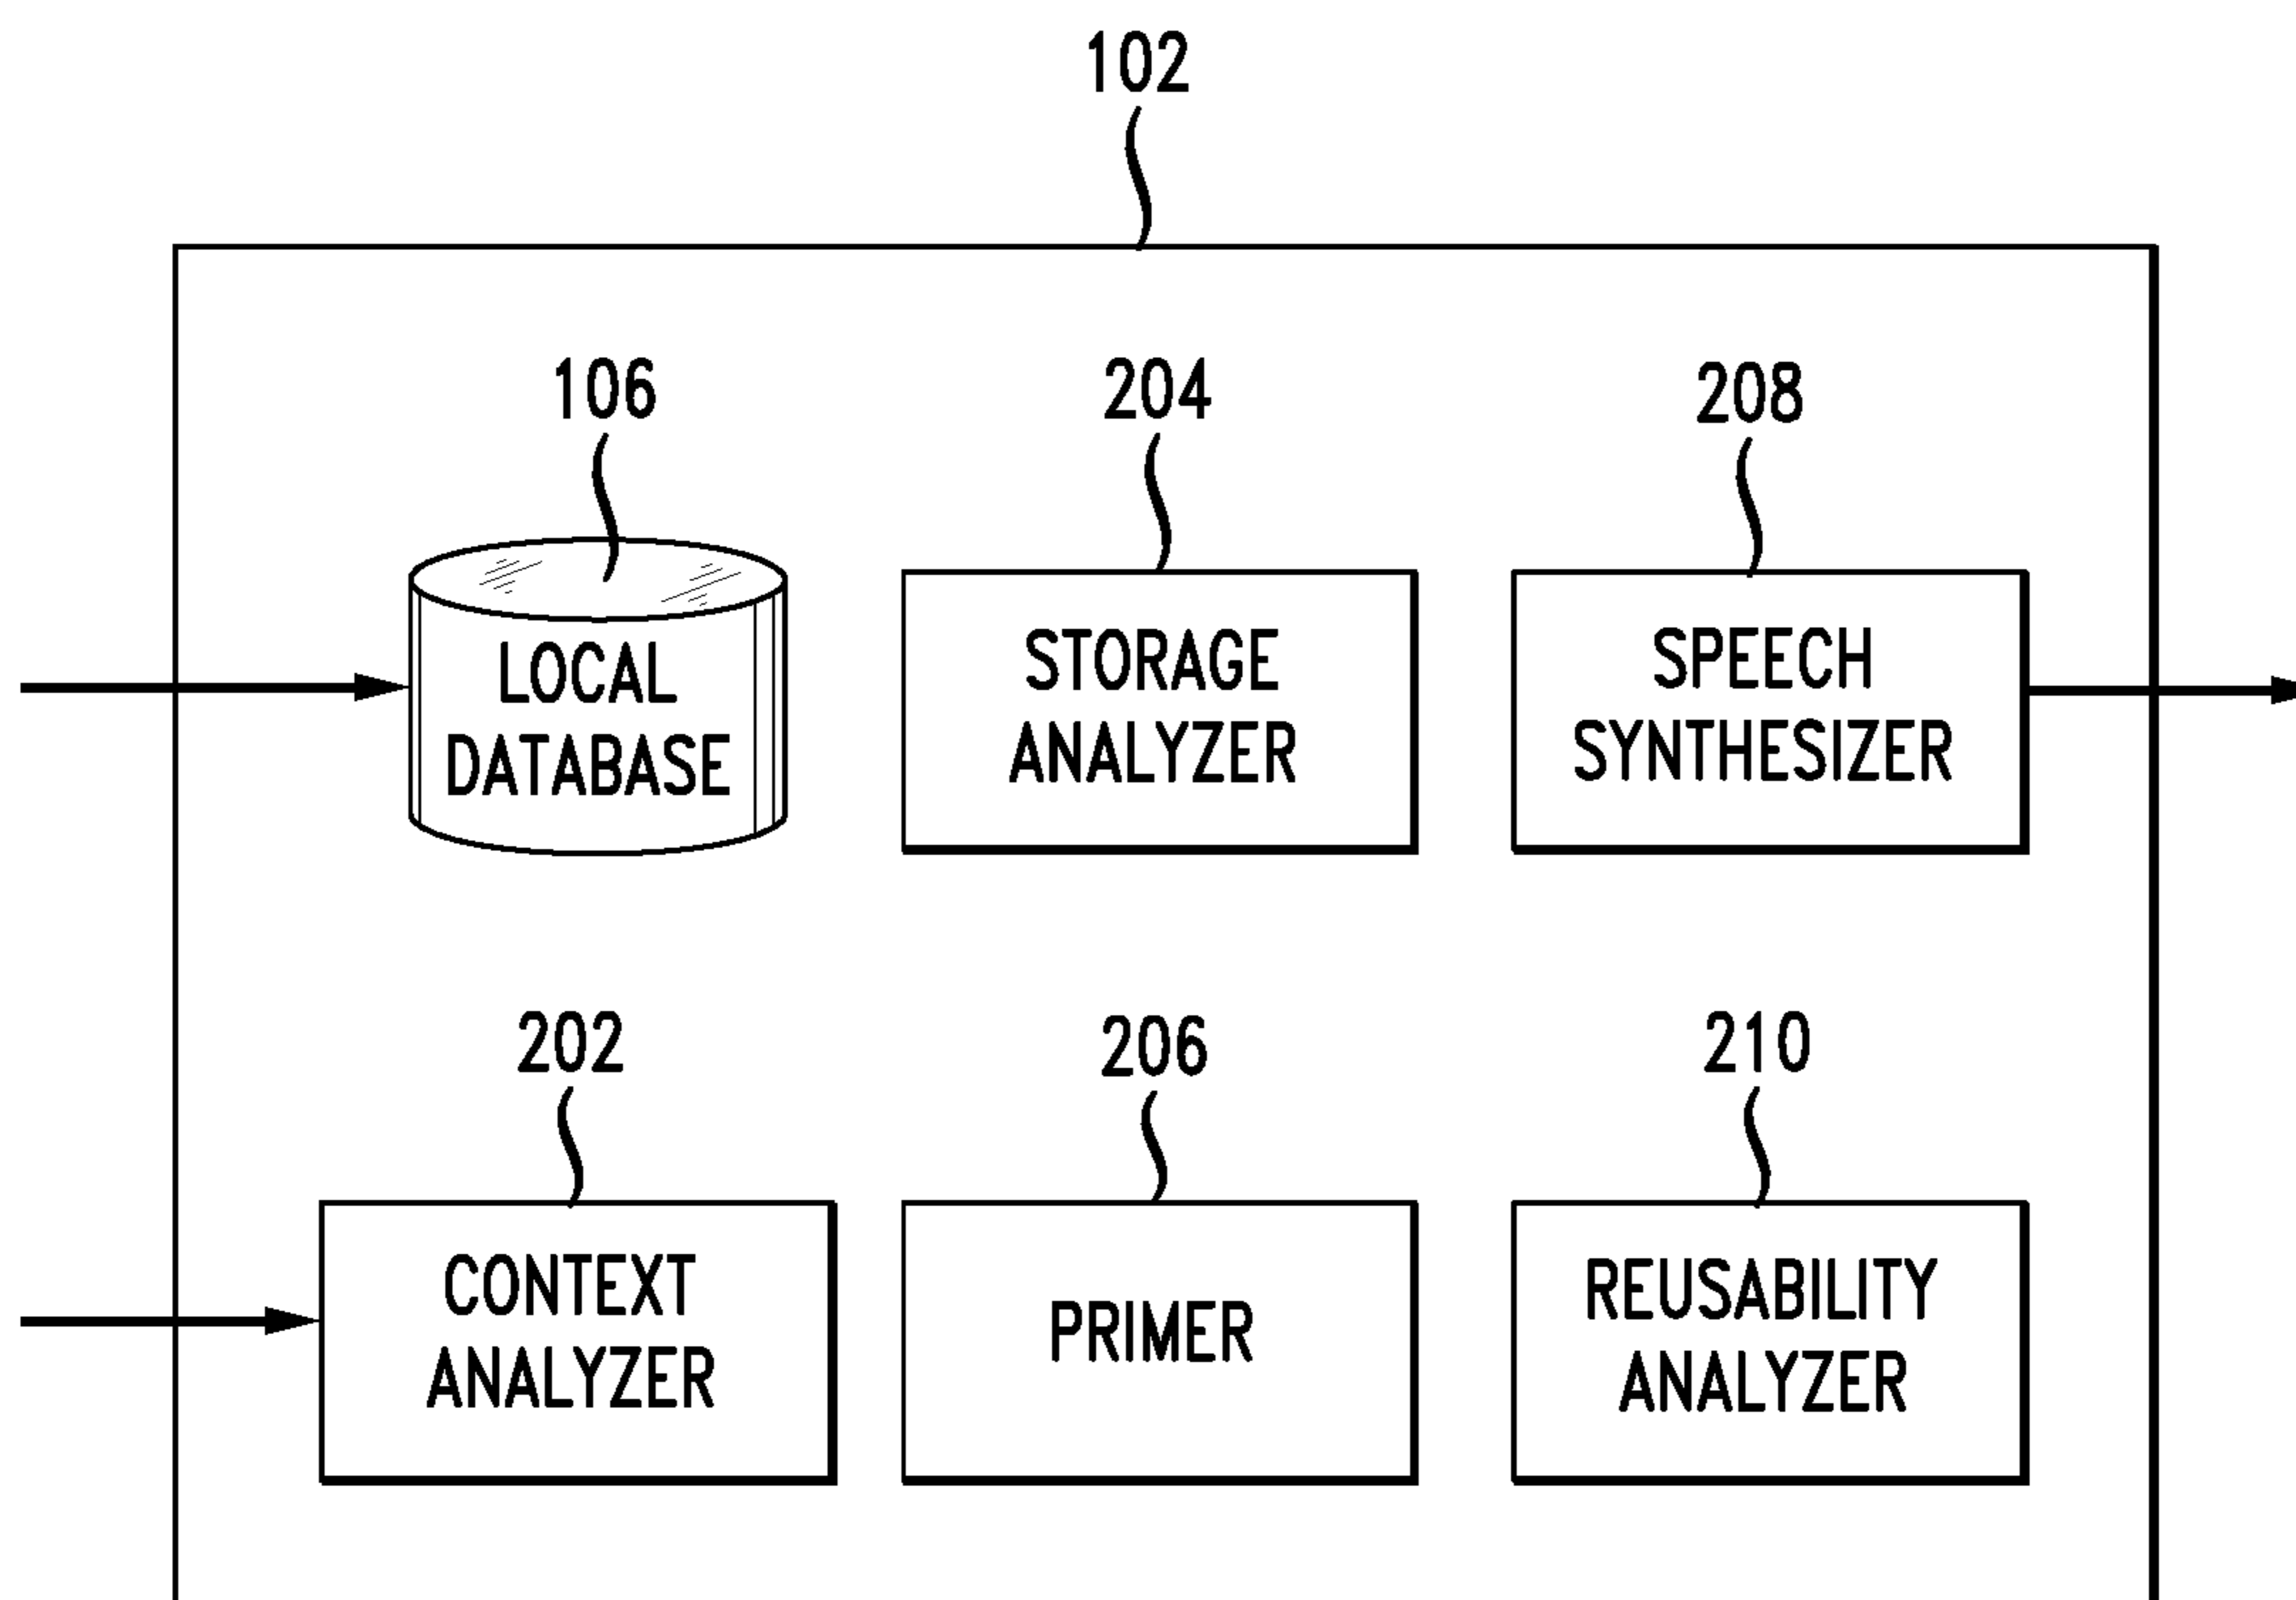 102
106
LOCAL
DATABASE
204
STORAGE
ANALYZER
208
SPEECH
SYNTHESIZER
202
CONTEXT
ANALYZER
206
PRIMER
210
REUSABILITY
ANALYZER